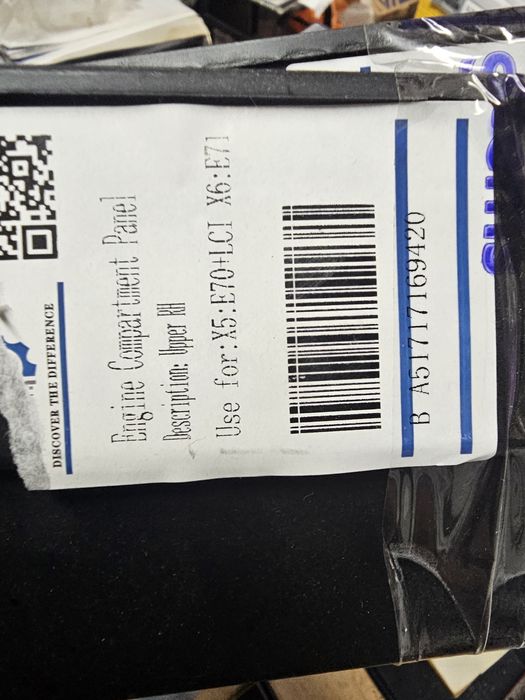 DISCOVER THE DIFFERENCE
Engine Compartment Panel
Description: Upper RH
Use for:X5:E70+LCI X6:E71
B A51717169420